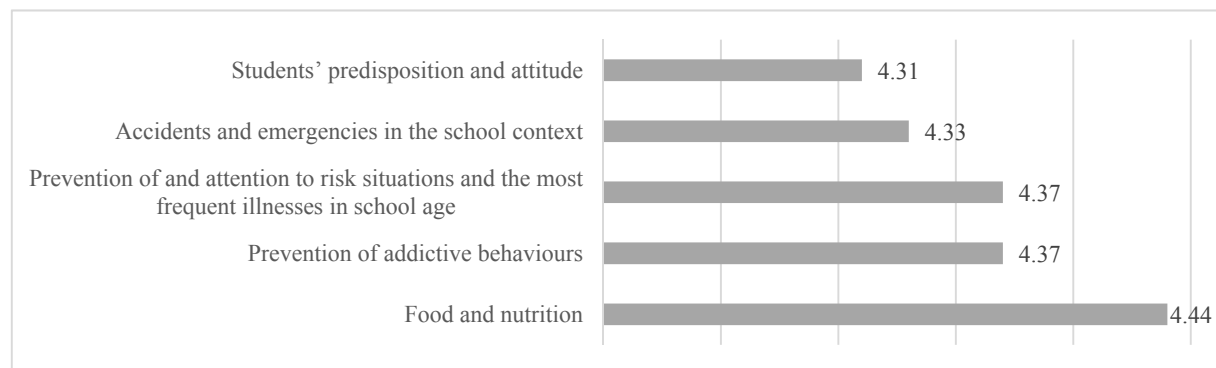 Students’ predisposition and attitude
4.31
Accidents and emergencies in the school context
4.33
Prevention of and attention to risk situations and the most
frequent illnesses in school age
4.37
Prevention of addictive behaviours
4.37
Food and nutrition
4.44